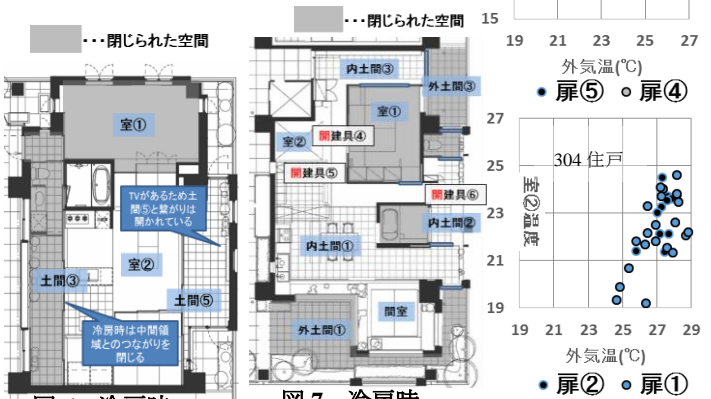 ・・・閉じられた空間
室①
TVがあるため土
間⑤と繋がりは
開かれている
室②
土間③
土間⑤
冷房時は中間領
域とのつながりを
閉じる
・・・閉じられた空間
内土間③
外土間③
室①
室②
開建具④
開建具⑤
開建具⑥
内土間②
内土間①
間室
外土間①
図 7 冷房時
15
19 21 23 25 27
外気温(℃)
扉⑤ 扉④
27
25
23
21
19
304 住戸
室②温度
19 21 23 25 27 29
外気温(℃)
扉② 扉①